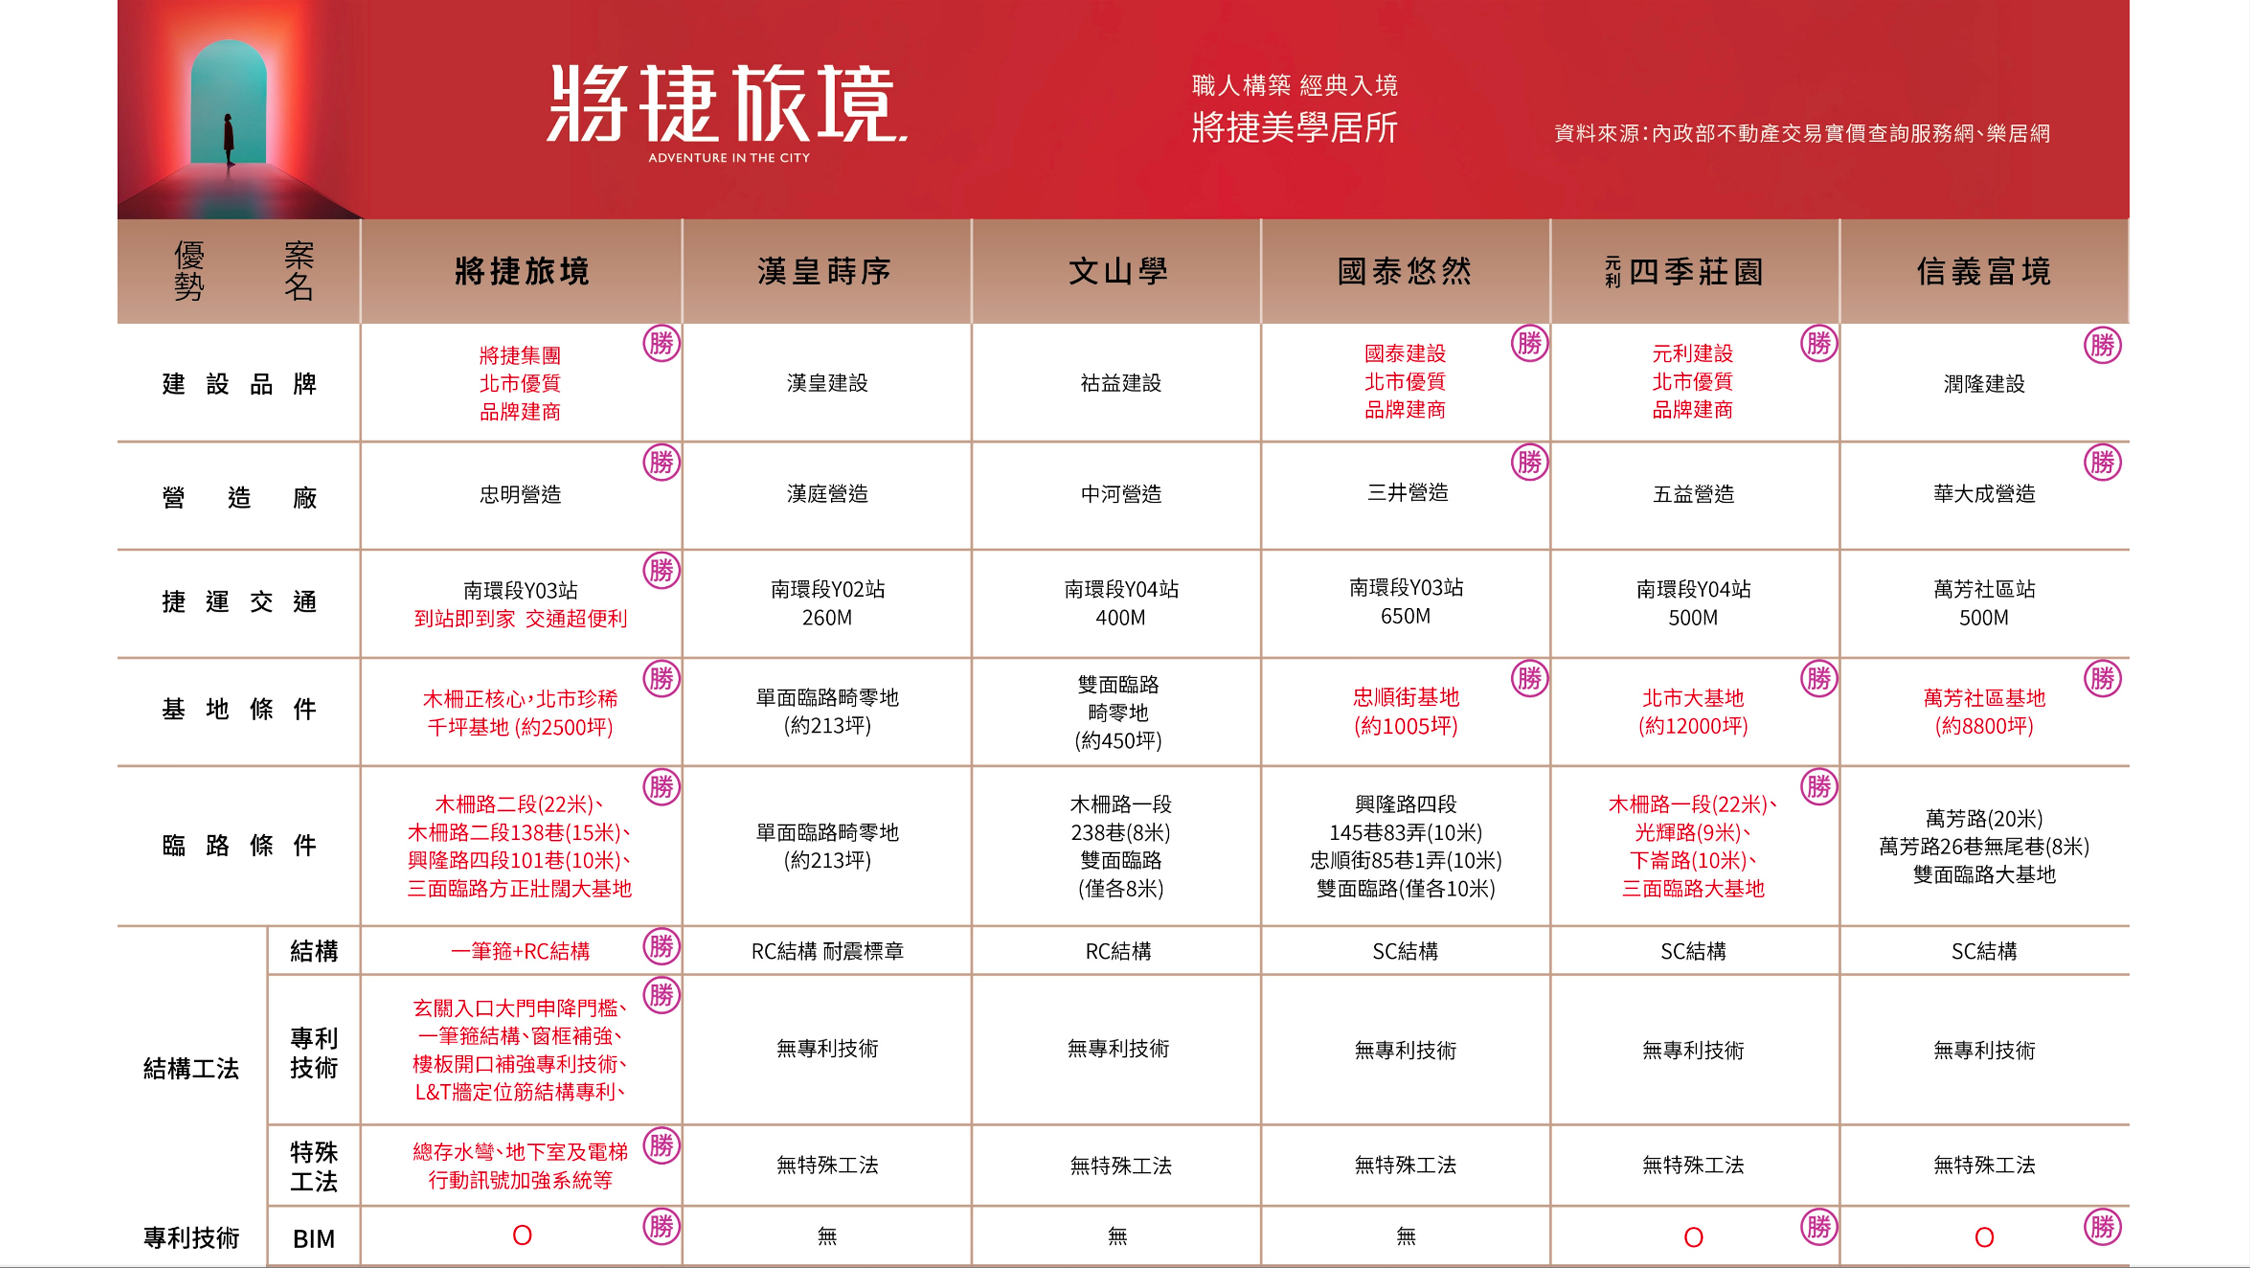 將捷旅境
ADVENTURE IN THE CITY
職人構築 經典入境
將捷美學居所
資料來源：內政部不動產交易實價查詢服務網、樂居網
優勢 案名
將捷旅境
漢皇蒔序
文山學
國泰悠然
元利四季莊園
信義富境
建設品牌
將捷集團
北市優質
品牌建商
勝
漢皇建設
祜益建設
國泰建設
北市優質
品牌建商
勝
元利建設
北市優質
品牌建商
勝
潤隆建設
勝
營造廠
忠明營造
勝
漢庭營造
中河營造
三井營造
勝
五益營造
華大成營造
勝
捷運交通
南環段Y03站
到站即到家 交通超便利
勝
南環段Y02站
260M
南環段Y04站
400M
南環段Y03站
650M
南環段Y04站
500M
萬芳社區站
500M
基地條件
木柵正核心，北市珍稀
千坪基地 (約2500坪)
勝
單面臨路畸零地
(約213坪)
雙面臨路
畸零地
(約450坪)
忠順街基地
(約1005坪)
勝
北市大基地
(約12000坪)
勝
萬芳社區基地
(約8800坪)
勝
臨路條件
木柵路二段(22米)、
木柵路二段138巷(15米)、
興隆路四段101巷(10米)、
三面臨路方正壯闊大基地
勝
單面臨路畸零地
(約213坪)
木柵路一段
238巷(8米)
雙面臨路
(僅各8米)
興隆路四段
145巷83弄(10米)
忠順街85巷1弄(10米)
雙面臨路(僅各10米)
木柵路一段(22米)、
光輝路(9米)、
下崙路(10米)、
三面臨路大基地
勝
萬芳路(20米)
萬芳路26巷無尾巷(8米)
雙面臨路大基地
結構工法
結構
一筆箍+RC結構
勝
RC結構 耐震標章
RC結構
SC結構
SC結構
SC結構
專利
技術
玄關入口大門申降門檻、
一筆箍結構、窗框補強、
樓板開口補強專利技術、
L&T牆定位筋結構專利、
勝
無專利技術
無專利技術
無專利技術
無專利技術
無專利技術
特殊
工法
總存水彎、地下室及電梯
行動訊號加強系統等
勝
無特殊工法
無特殊工法
無特殊工法
無特殊工法
無特殊工法
專利技術
BIM
O
勝
無
無
無
O
勝
O
勝